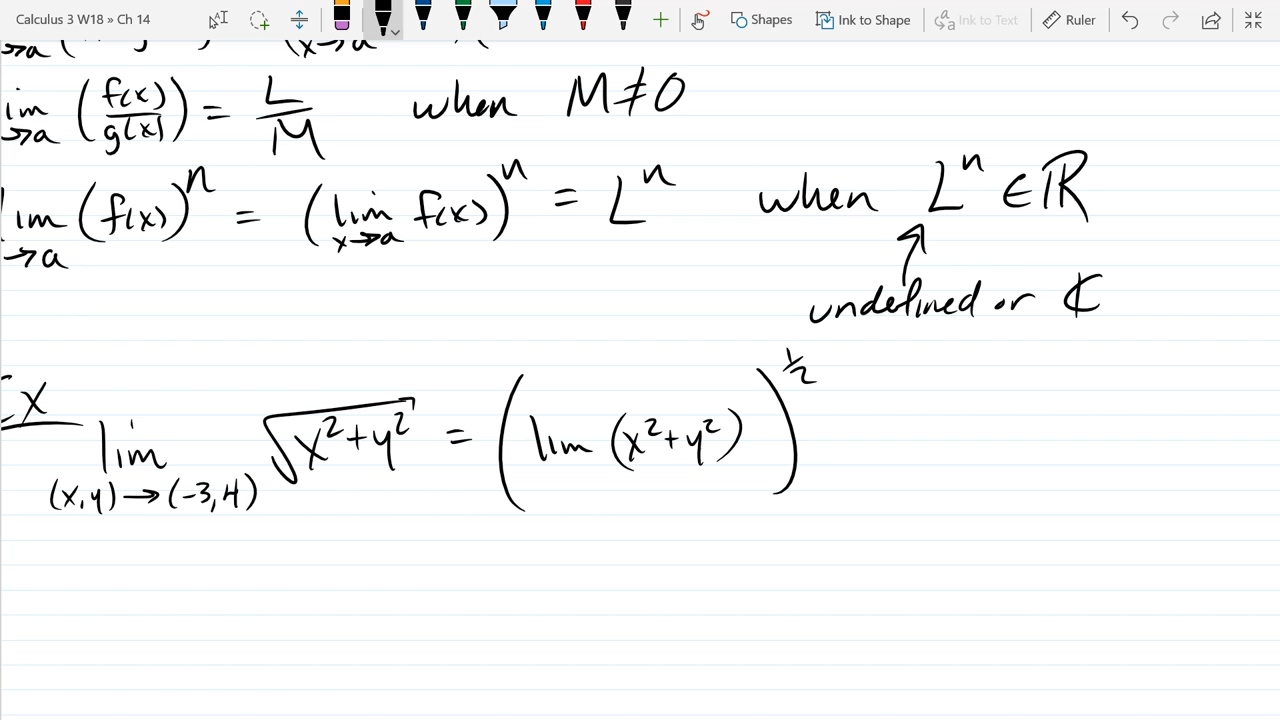 Calculus 3 W18 » Ch 14 Shapes Ink to Shape Ink to Text Ruler
→a (x→a
im →a (f(x)/g(x)) = L/M when M≠0
lim →a (f(x))^n = (lim x→a f(x))^n = L^n when L^n ∈ ℝ
undefined or ℂ
EX
lim (x,y)→(-3,4) √(x²+y²) = (lim (x²+y²))^(1/2)